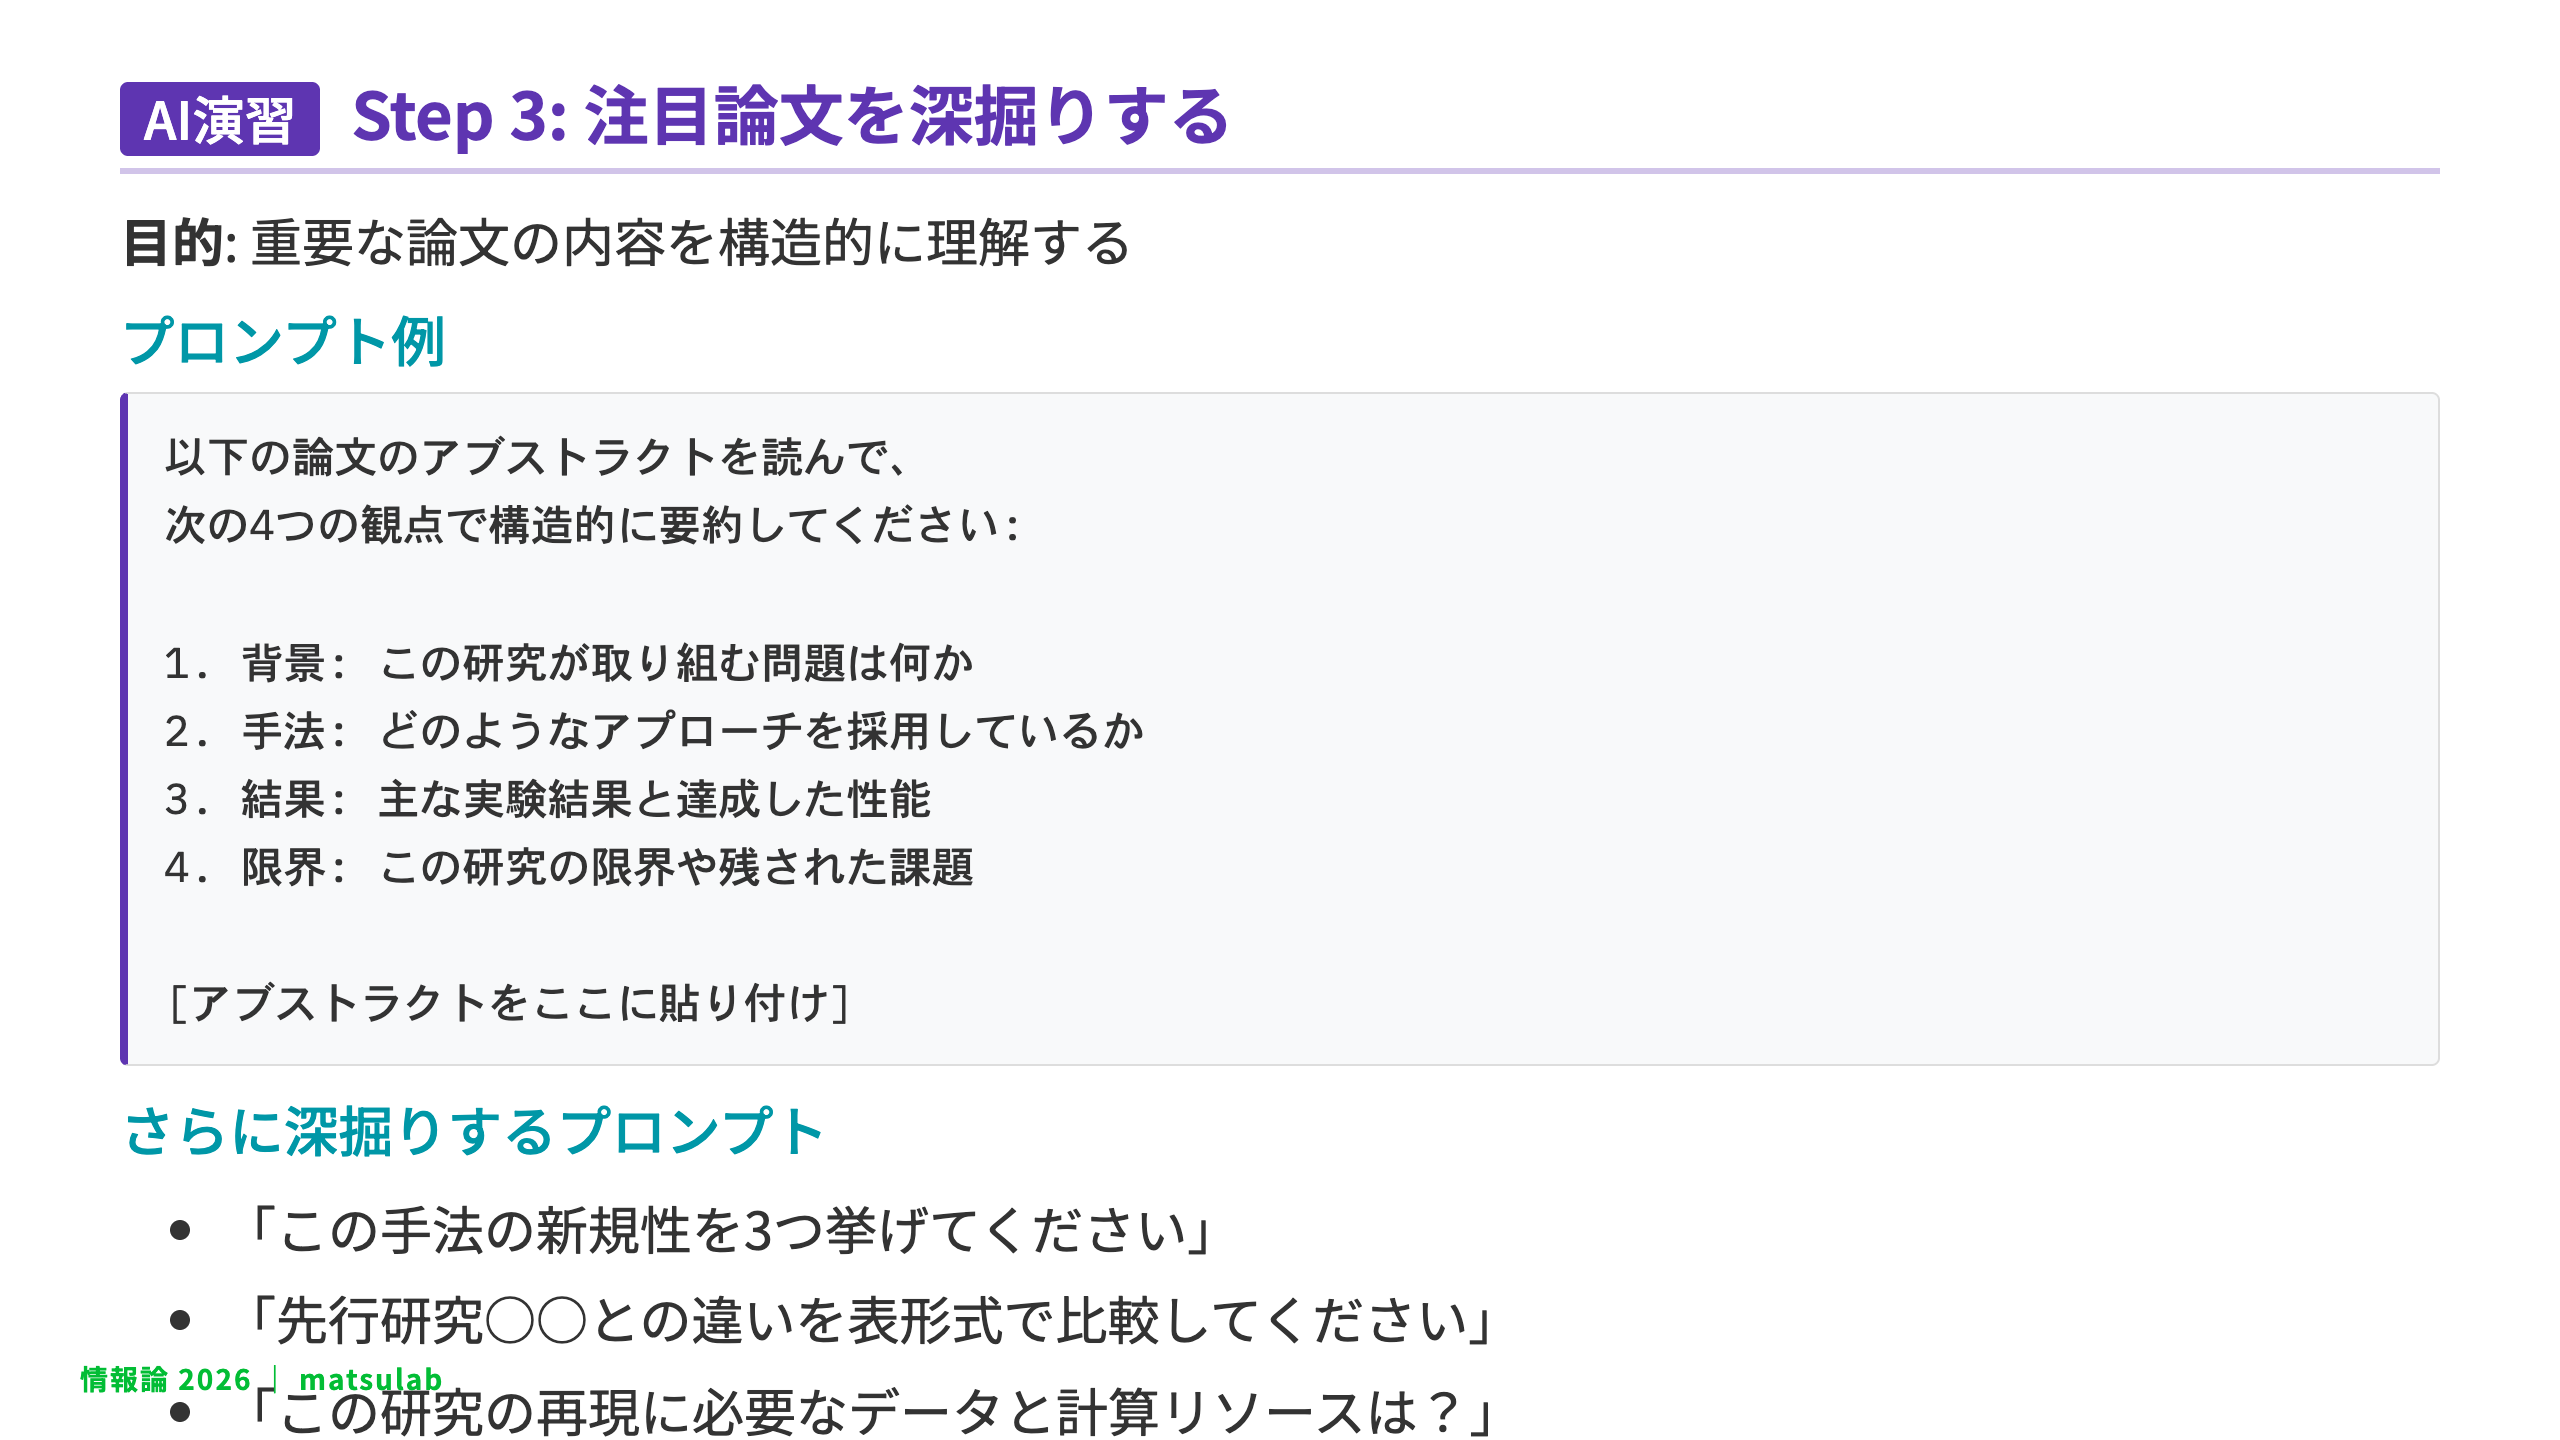 AI演習 Step 3: 注目論文を深掘りする
目的: 重要な論文の内容を構造的に理解する
プロンプト例
以下の論文のアブストラクトを読んで、
次の4つの観点で構造的に要約してください:
1. 背景: この研究が取り組む問題は何か
2. 手法: どのようなアプローチを採用しているか
3. 結果: 主な実験結果と達成した性能
4. 限界: この研究の限界や残された課題
[アブストラクトをここに貼り付け]
さらに深掘りするプロンプト
• 「この手法の新規性を3つ挙げてください」
• 「先行研究○○との違いを表形式で比較してください」
情報論 2026 | matsulab
• 「この研究の再現に必要なデータと計算リソースは？」